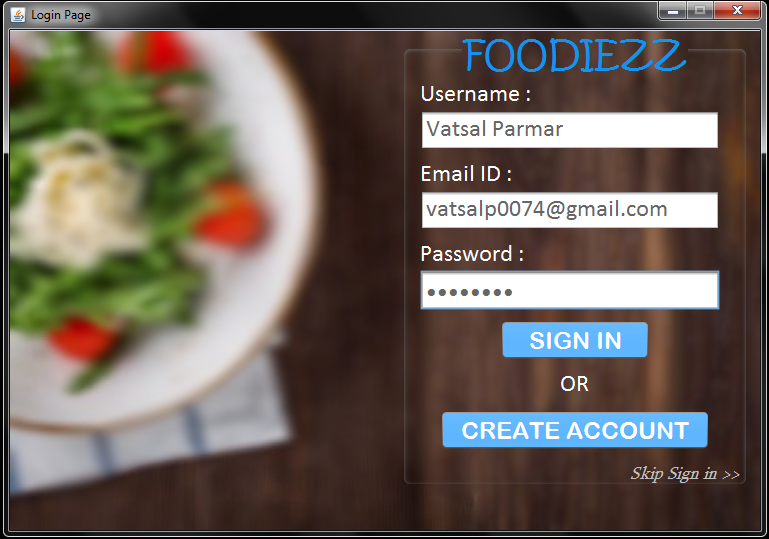 Login Page
FOODIEZZ
Username :
Vatsal Parmar
Email ID :
vatsalp0074@gmail.com
Password :
••••••••
SIGN IN
OR
CREATE ACCOUNT
Skip Sign in >>